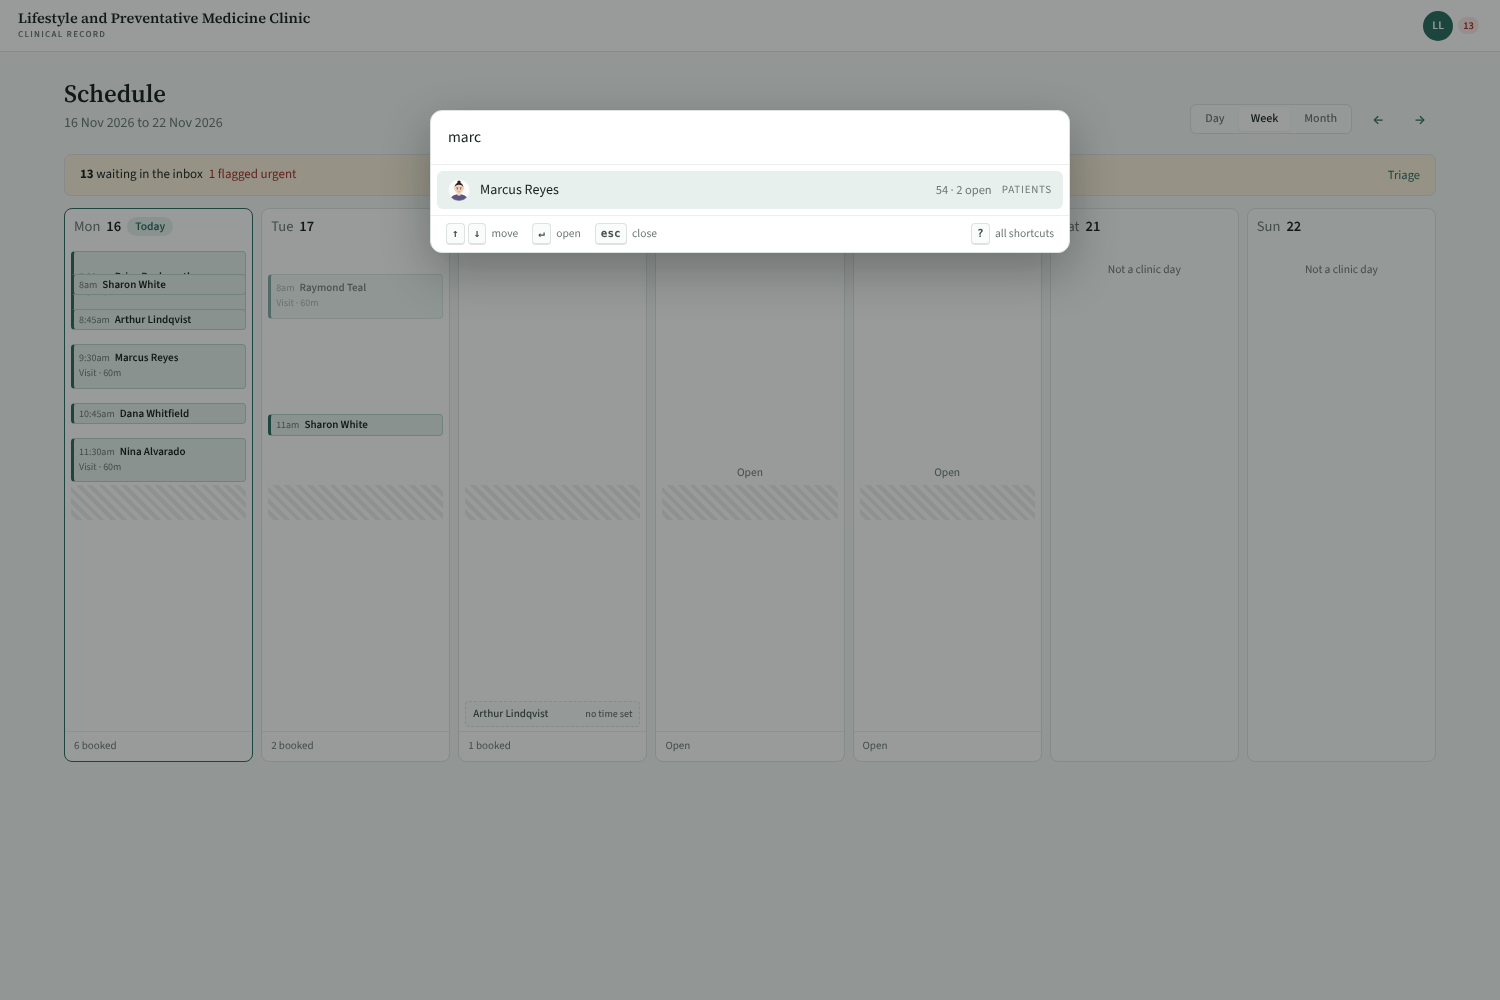 Lifestyle and Preventative Medicine Clinic
CLINICAL RECORD
LL 13
Schedule
16 Nov 2026 to 22 Nov 2026
Day Week Month ← →
marc
Marcus Reyes 54 · 2 open PATIENTS
↑ ↓ move ↵ open esc close ? all shortcuts
13 waiting in the inbox 1 flagged urgent Triage
Mon 16 Today
8am Sharon White
8:45am Arthur Lindqvist
9:30am Marcus Reyes
Visit · 60m
10:45am Dana Whitfield
11:30am Nina Alvarado
Visit · 60m
6 booked
Tue 17
8am Raymond Teal
Visit · 60m
11am Sharon White
2 booked
Arthur Lindqvist no time set
1 booked
Open
Open
Open
Open
21
Not a clinic day
Sun 22
Not a clinic day